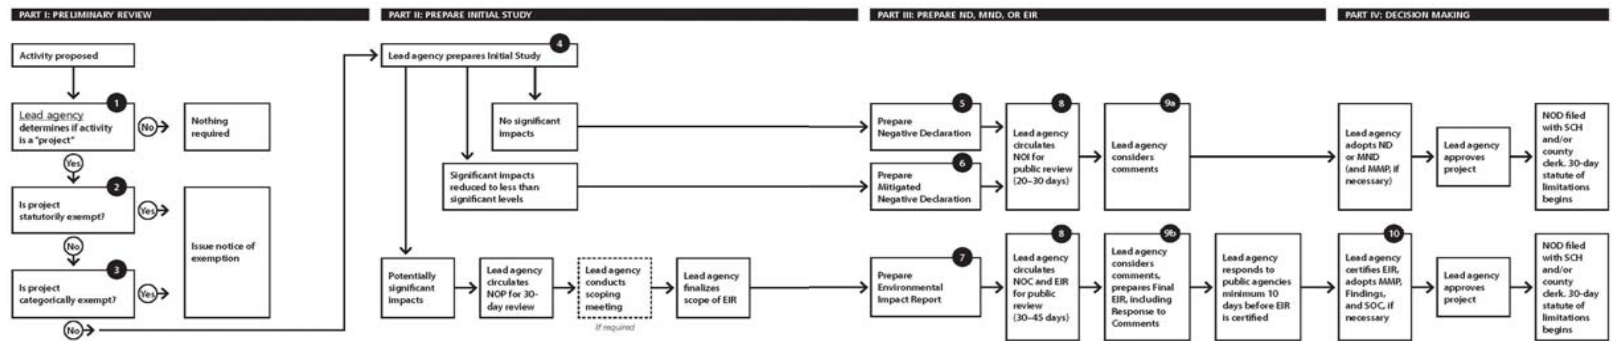 PART I: PRELIMINARY REVIEW
PART II: PREPARE INITIAL STUDY
PART III: PREPARE ND, MND, OR EIR
PART IV: DECISION MAKING
Activity proposed
1
Lead agency
determines if activity
is a "project"
No
Nothing
required
Yes
2
Is project
statutorily exempt?
Yes
Issue notice of
exemption
No
3
Is project
categorically exempt?
Yes
No
4
Lead agency prepares Initial Study
No significant
impacts
Significant impacts
reduced to less than
significant levels
Potentially
significant
impacts
Lead agency
circulates
NOP for 30-
day review
Lead agency
conducts
scoping
meeting
If required
Lead agency
finalizes
scope of EIR
5
Prepare
Negative Declaration
6
Prepare
Mitigated
Negative Declaration
8
Lead agency
circulates
NOI for
public review
(20–30 days)
9a
Lead agency
considers
comments
7
Prepare
Environmental
Impact Report
8
Lead agency
circulates
NOC and EIR
for public
review
(30–45 days)
9b
Lead agency
considers
comments,
prepares Final
EIR, including
Response to
Comments
Lead agency
responds to
public agencies
minimum 10
days before EIR
is certified
Lead agency
adopts ND
or MND
(and MMP, if
necessary)
Lead agency
approves
project
NOD filed
with SCH
and/or
county
clerk. 30-day
statute of
limitations
begins
10
Lead agency
certifies EIR,
adopts MMP,
Findings,
and SOC, if
necessary
Lead agency
approves
project
NOD filed
with SCH
and/or
county
clerk. 30-day
statute of
limitations
begins